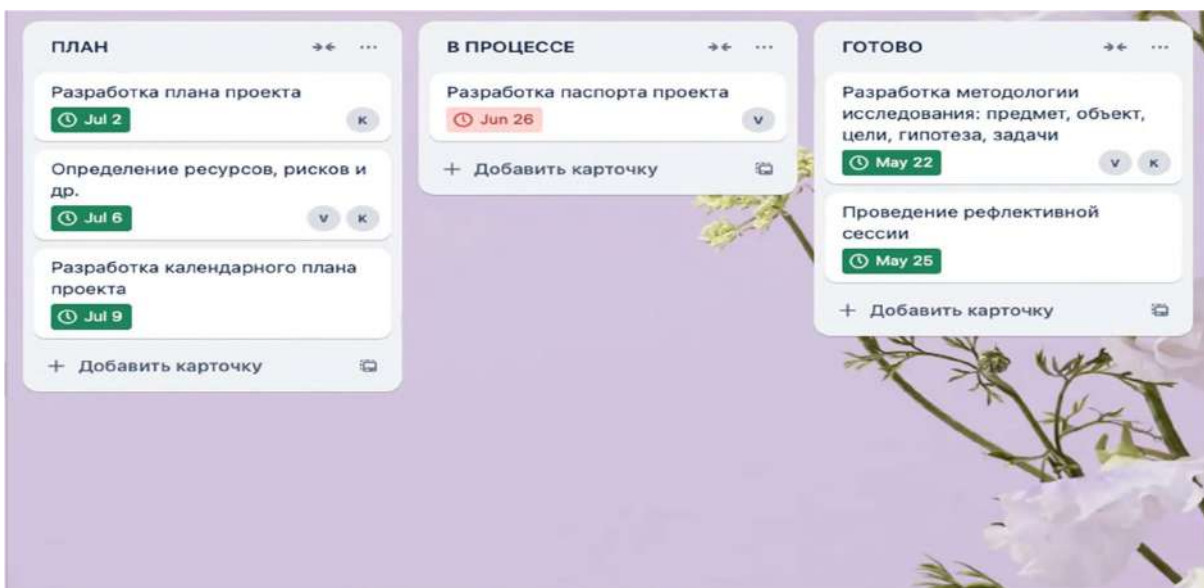 ПЛАН
Разработка плана проекта
Jul 2
K
Определение ресурсов, рисков и
др.
Jul 6
V K
Разработка календарного плана
проекта
Jul 9
+ Добавить карточку
В ПРОЦЕССЕ
Разработка паспорта проекта
Jun 26
V
+ Добавить карточку
ГОТОВО
Разработка методологии
исследования: предмет, объект,
цели, гипотеза, задачи
May 22
V K
Проведение рефлективной
сессии
May 25
+ Добавить карточку